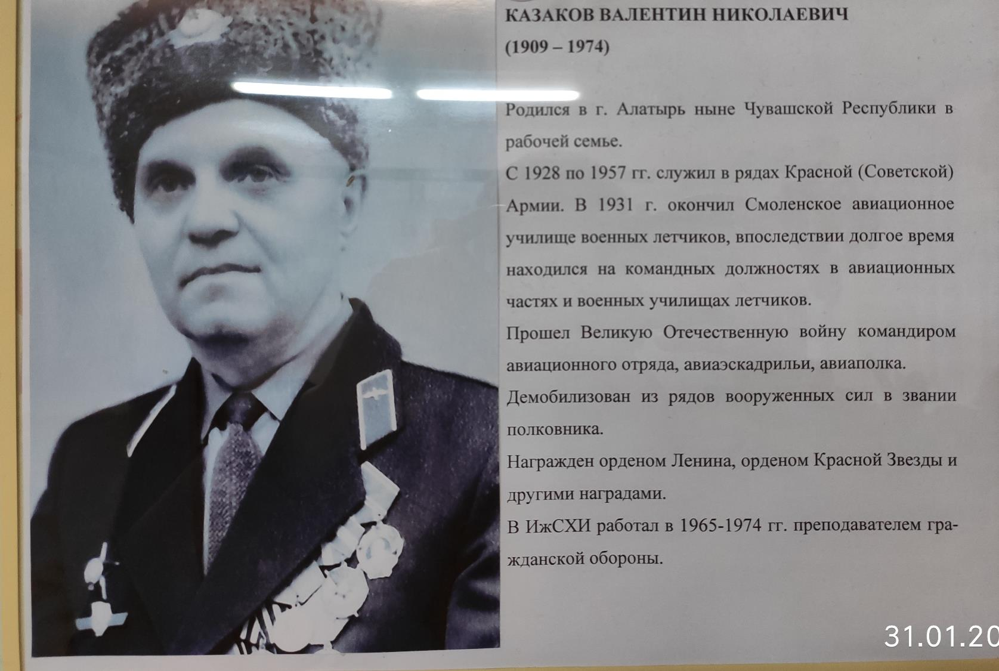 КАЗАКОВ ВАЛЕНТИН НИКОЛАЕВИЧ
(1909 – 1974)
Родился в г. Алатырь ныне Чувашской Республики в
рабочей семье.
С 1928 по 1957 гг. служил в рядах Красной (Советской)
Армии. В 1931 г. окончил Смоленское авиационное
училище военных летчиков, впоследствии долгое время
находился на командных должностях в авиационных
частях и военных училищах летчиков.
Прошел Великую Отечественную войну командиром
авиационного отряда, авиаэскадрильи, авиаполка.
Демобилизован из рядов вооруженных сил в звании
полковника.
Награжден орденом Ленина, орденом Красной Звезды и
другими наградами.
В ИжСХИ работал в 1965-1974 гг. преподавателем гра-
жданской обороны.
31.01.20